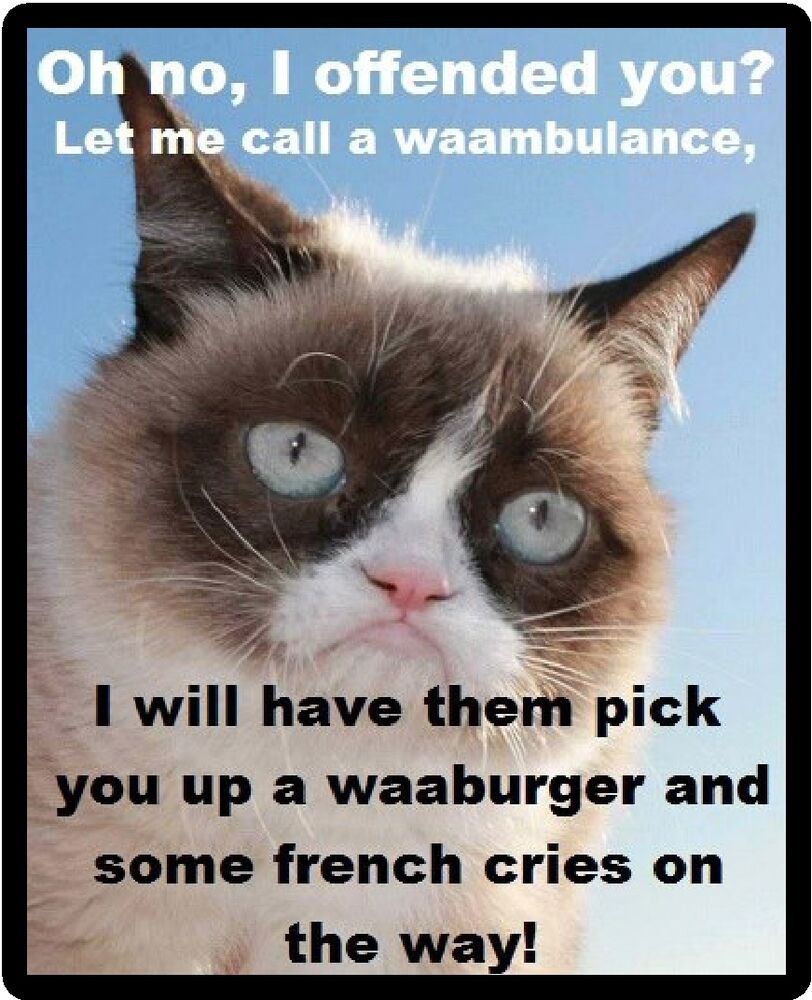 Oh no, I offended you?
Let me call a waambulance,
I will have them pick
you up a waaburger and
some french cries on
the way!